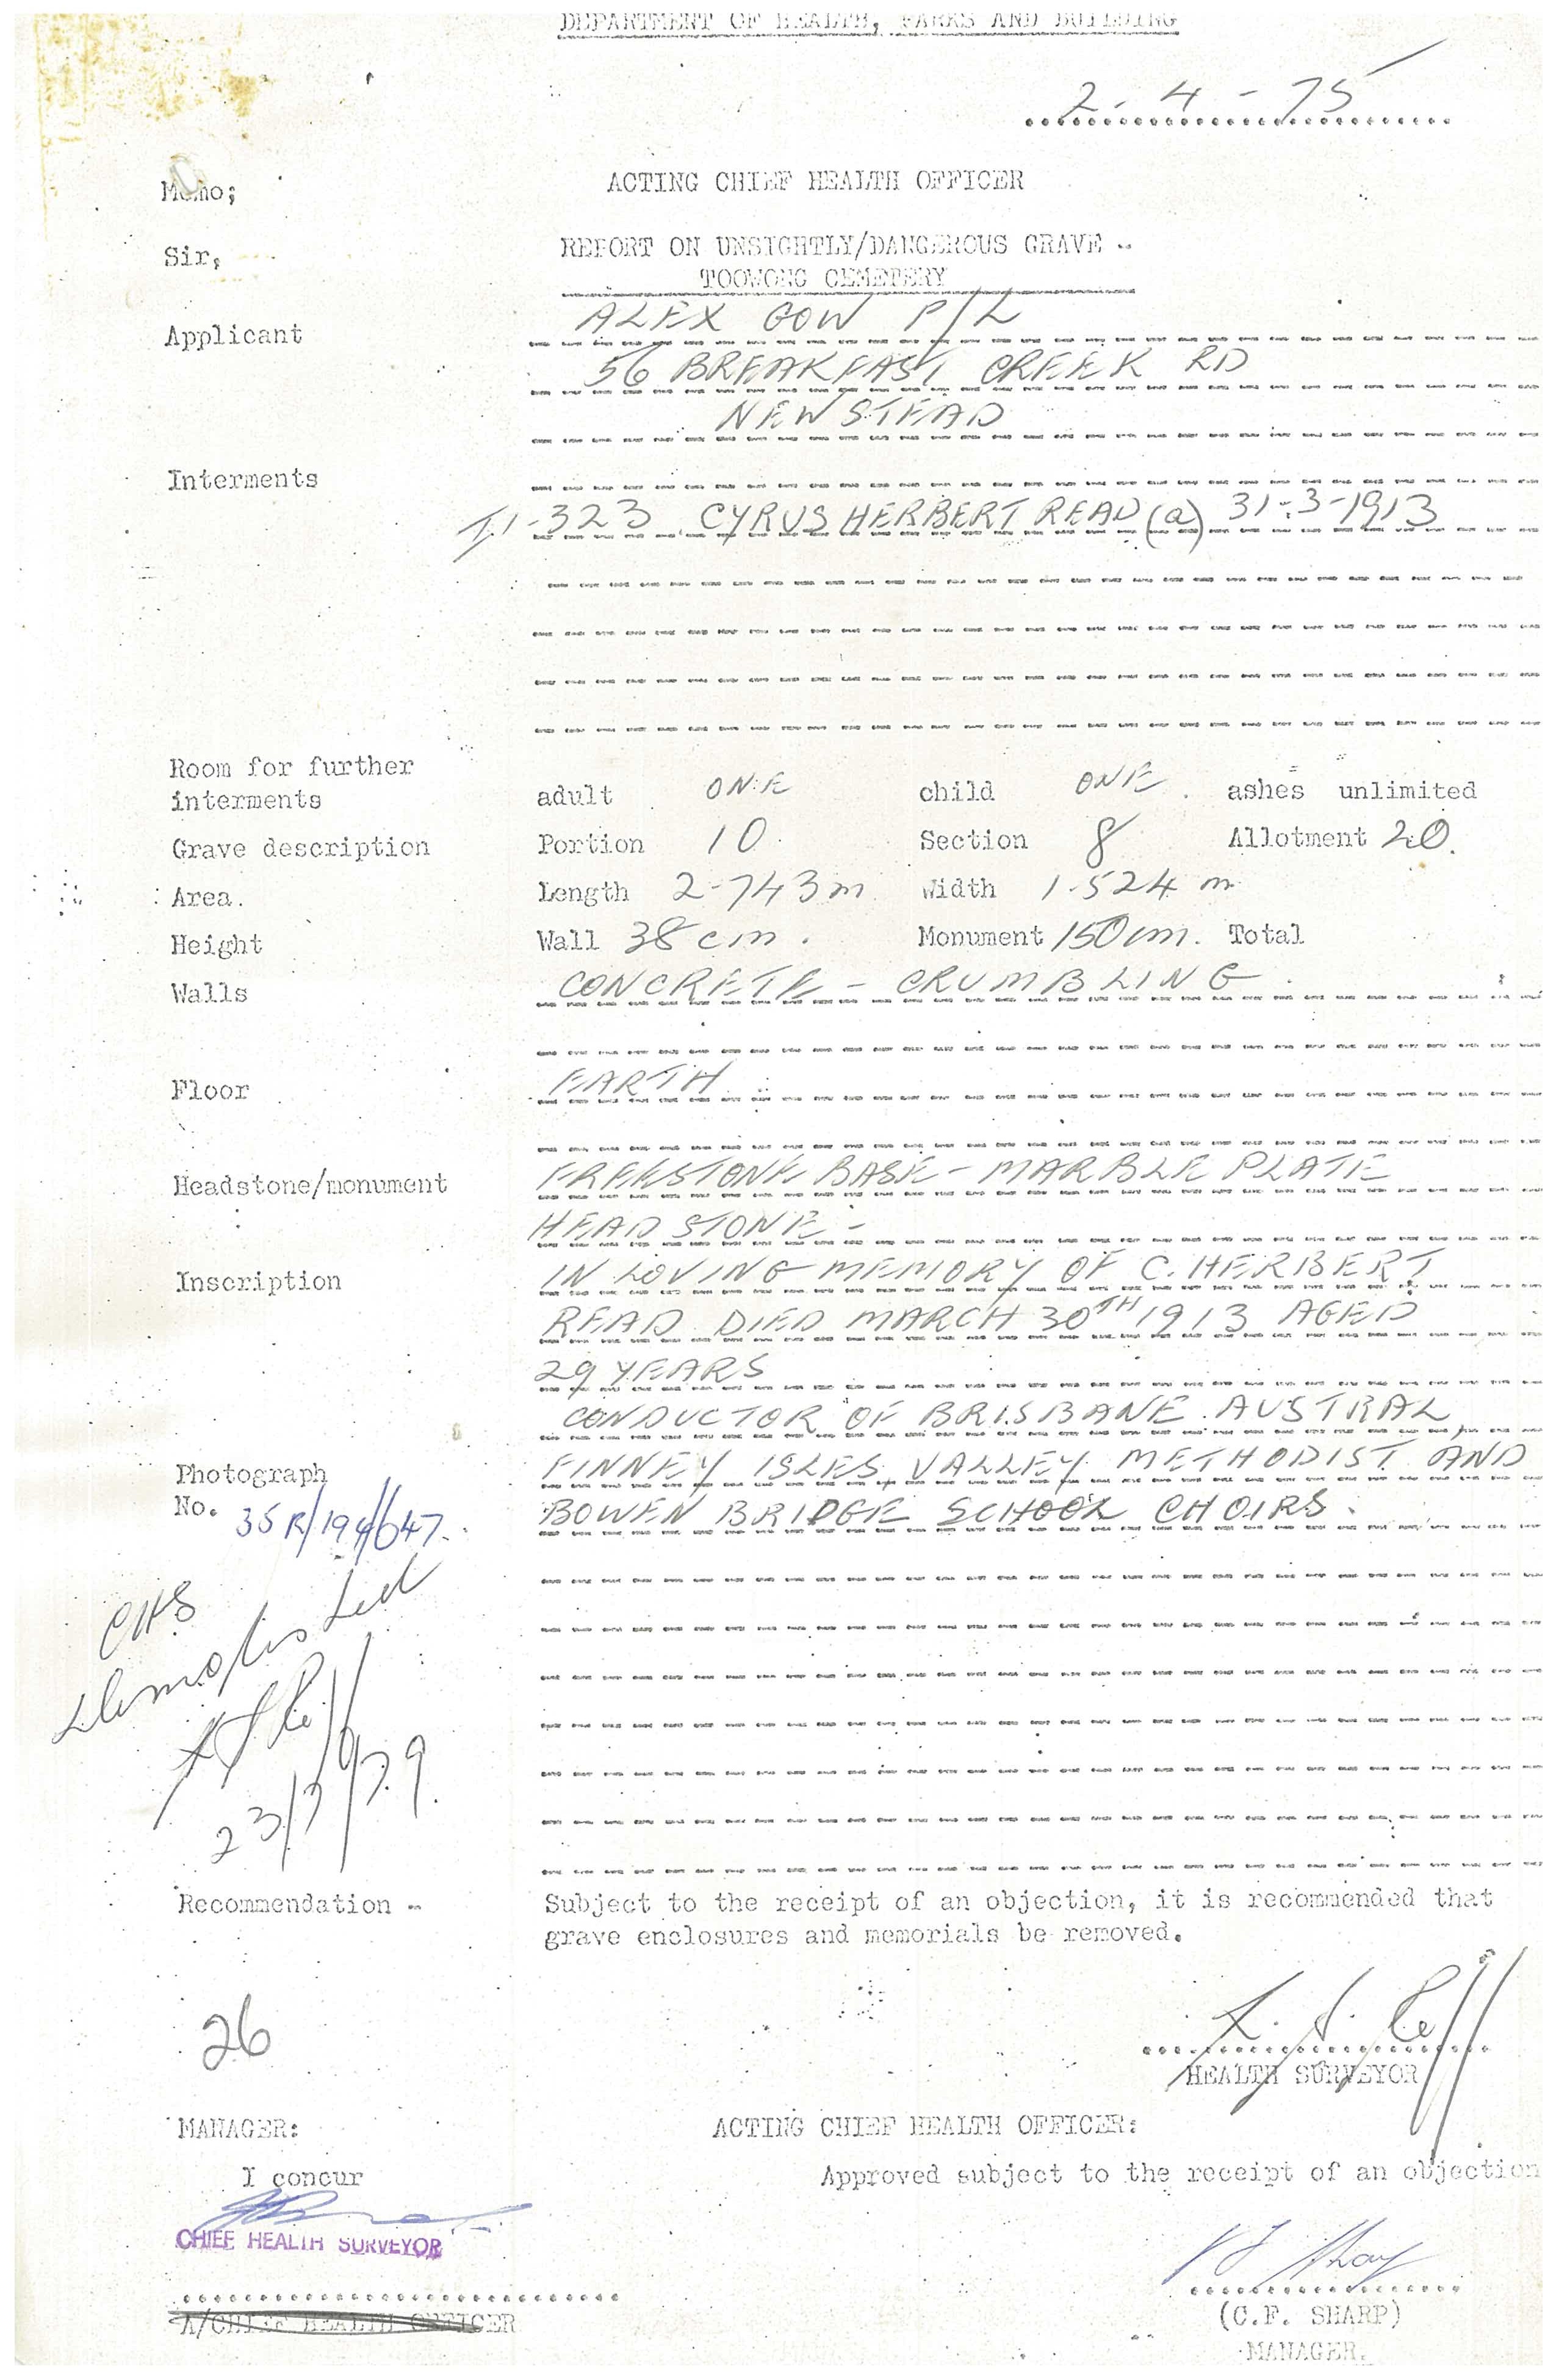 DEPARTMENT OF HEALTH, PARKS AND BUILDING
2-4-75
Memo;
ACTING CHIEF HEALTH OFFICER
Sir,
REPORT ON UNSIGHTLY/DANGEROUS GRAVE -
TOOWONG CEMETERY
Applicant
ALEX GOW P/L
56 BREAKFAST CREEK RD
NEWSTEAD
Interments
T1-323 CYRUS HERBERT READ (a) 31-3-1913
Room for further
interments
adult ONE child ONE. ashes unlimited
Grave description Portion 10. Section 8 Allotment 20.
Area. Length 2-743m Width 1.524 m
Height Wall 38 cm. Monument 150cm. Total
Walls CONCRETE - CRUMBLING.
Floor EARTH
Headstone/monument FREESTONE BASE - MARBLE PLATE
HEADSTONE -
Inscription IN LOVING MEMORY OF C. HERBERT
READ DIED MARCH 30TH 1913 AGED
29 YEARS
CONDUCTOR OF BRISBANE AUSTRAL,
FINNEY ISLES, VALLEY METHODIST AND
Photograph
No. 35R/194/647.
BOWEN BRIDGE SCHOOL CHOIRS.
CHS
Demolished
23/7/79.
Recommendation - Subject to the receipt of an objection, it is recommended that
grave enclosures and memorials be removed.
26
HEALTH SURVEYOR
MANAGER: ACTING CHIEF HEALTH OFFICER:
I concur Approved subject to the receipt of an objection
CHIEF HEALTH SURVEYOR
A/CHIEF HEALTH OFFICER
(C.F. SHARP)
MANAGER.